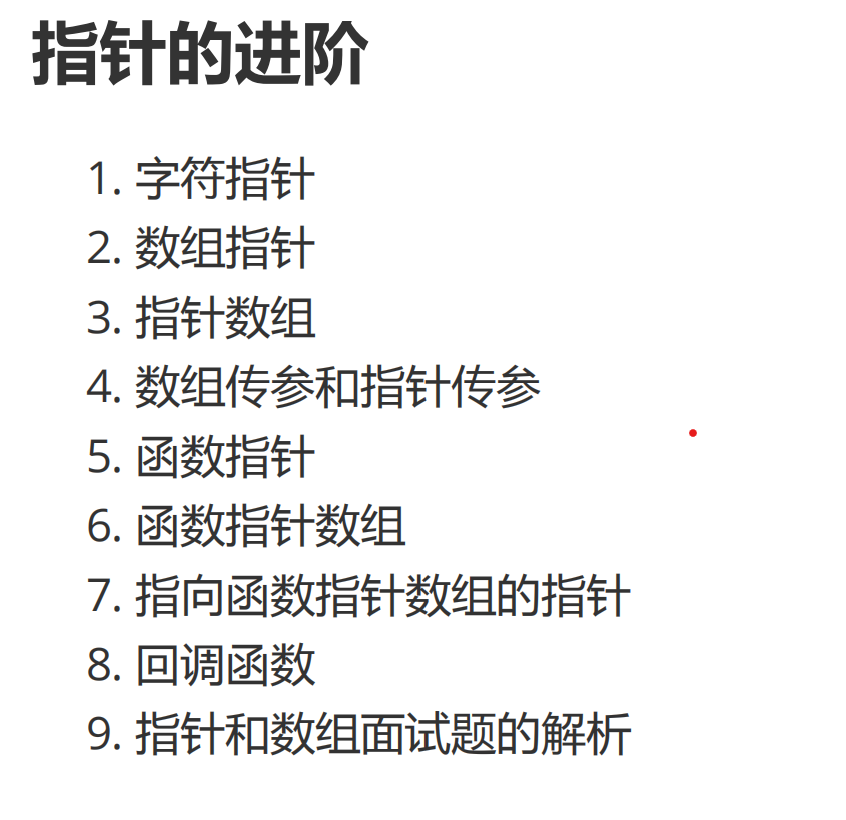 指针的进阶
1. 字符指针
2. 数组指针
3. 指针数组
4. 数组传参和指针传参
5. 函数指针
6. 函数指针数组
7. 指向函数指针数组的指针
8. 回调函数
9. 指针和数组面试题的解析